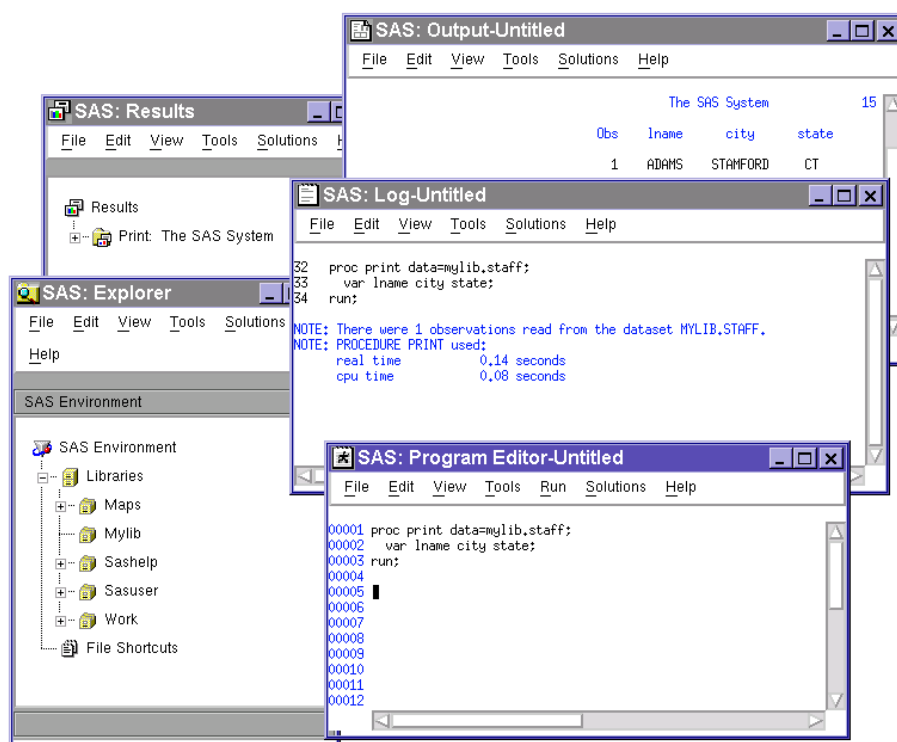 SAS: Output-Untitled
File Edit View Tools Solutions Help
The SAS System 15
Obs lname city state
1 ADAMS STAMFORD CT
SAS: Results
File Edit View Tools Solutions
Results
Print: The SAS System
SAS: Log-Untitled
File Edit View Tools Solutions Help
32 proc print data=mylib.staff;
33 var lname city state;
34 run;
NOTE: There were 1 observations read from the dataset MYLIB.STAFF.
NOTE: PROCEDURE PRINT used:
real time 0.14 seconds
cpu time 0.08 seconds
SAS: Explorer
File Edit View Tools Solutions
Help
SAS Environment
SAS Environment
Libraries
Maps
Mylib
Sashelp
Sasuser
Work
File Shortcuts
SAS: Program Editor-Untitled
File Edit View Tools Run Solutions Help
00001 proc print data=mylib.staff;
00002 var lname city state;
00003 run;
00004
00005
00006
00007
00008
00009
00010
00011
00012